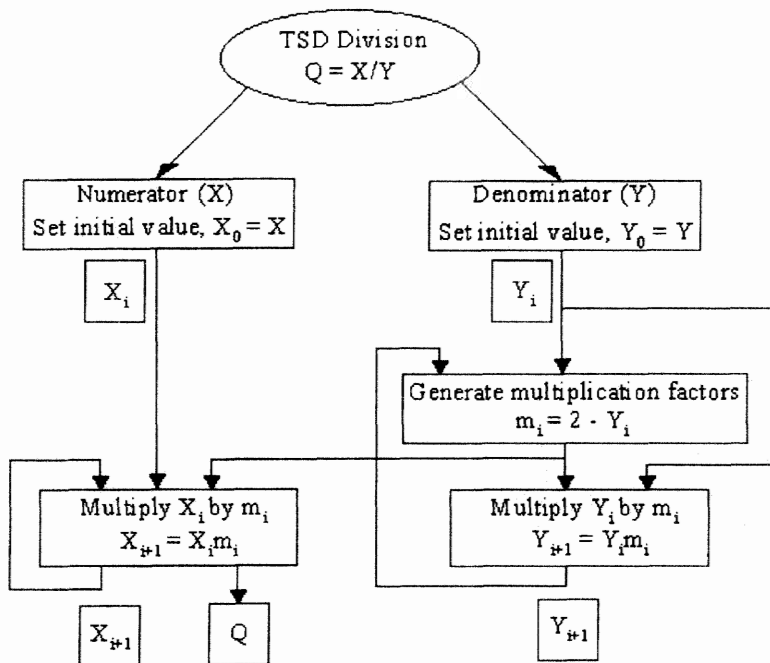 TSD Division
Q = X/Y
Numerator (X)
Set initial value, X₀ = X
Denominator (Y)
Set initial value, Y₀ = Y
Xᵢ
Yᵢ
Generate multiplication factors
mᵢ = 2 - Yᵢ
Multiply Xᵢ by mᵢ
Xᵢ₊₁ = Xᵢmᵢ
Multiply Yᵢ by mᵢ
Yᵢ₊₁ = Yᵢmᵢ
Xᵢ₊₁
Q
Yᵢ₊₁